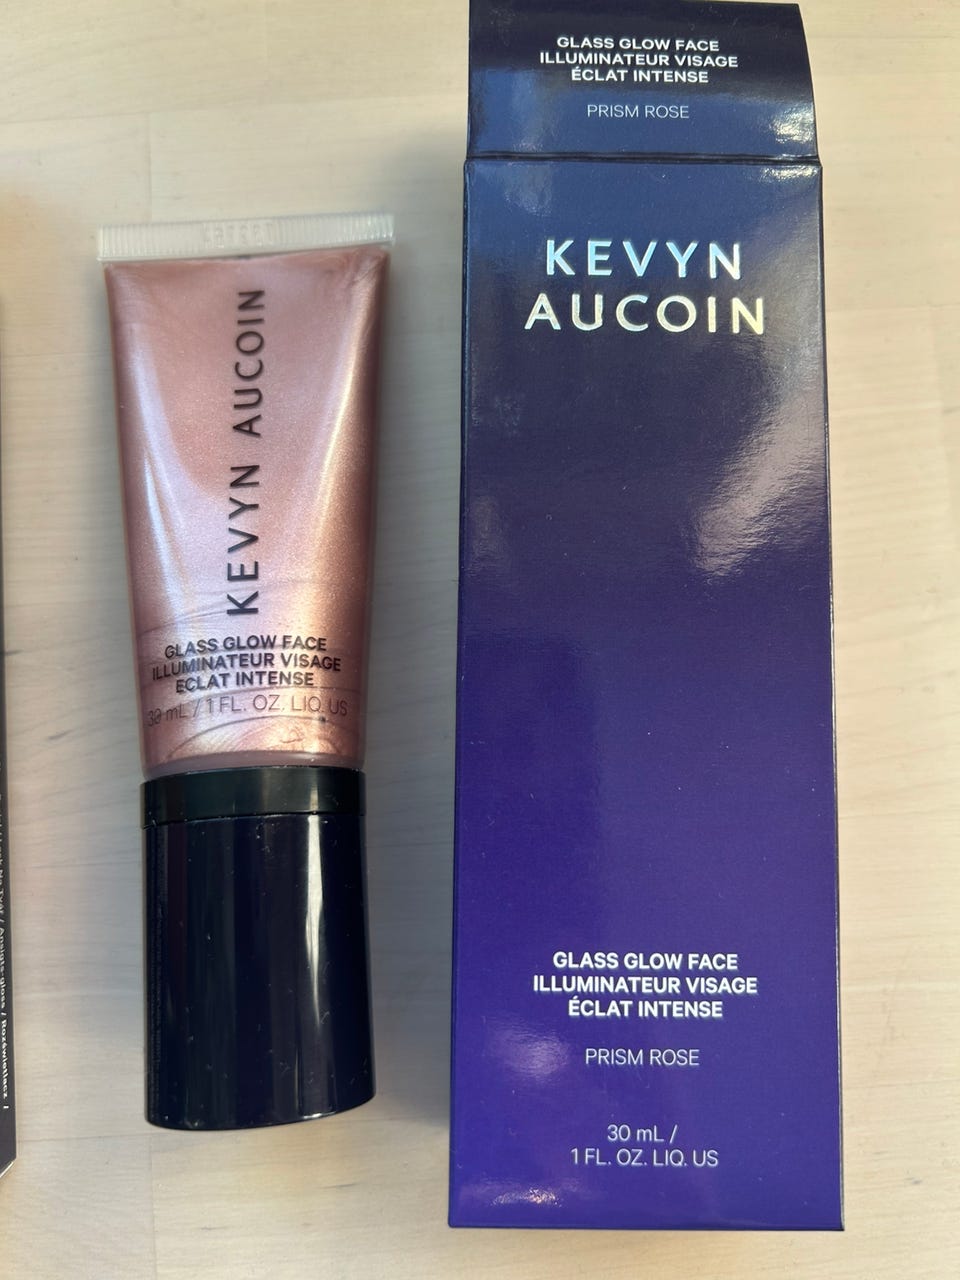 GLASS GLOW FACE
ILLUMINATEUR VISAGE
ÉCLAT INTENSE
PRISM ROSE
KEVYN
AUCOIN
GLASS GLOW FACE
ILLUMINATEUR VISAGE
ÉCLAT INTENSE
PRISM ROSE
30 mL /
1 FL. OZ. LIQ. US
KEVYN AUCOIN
GLASS GLOW FACE
ILLUMINATEUR VISAGE
ÉCLAT INTENSE
30 mL / 1 FL. OZ. LIQ. US